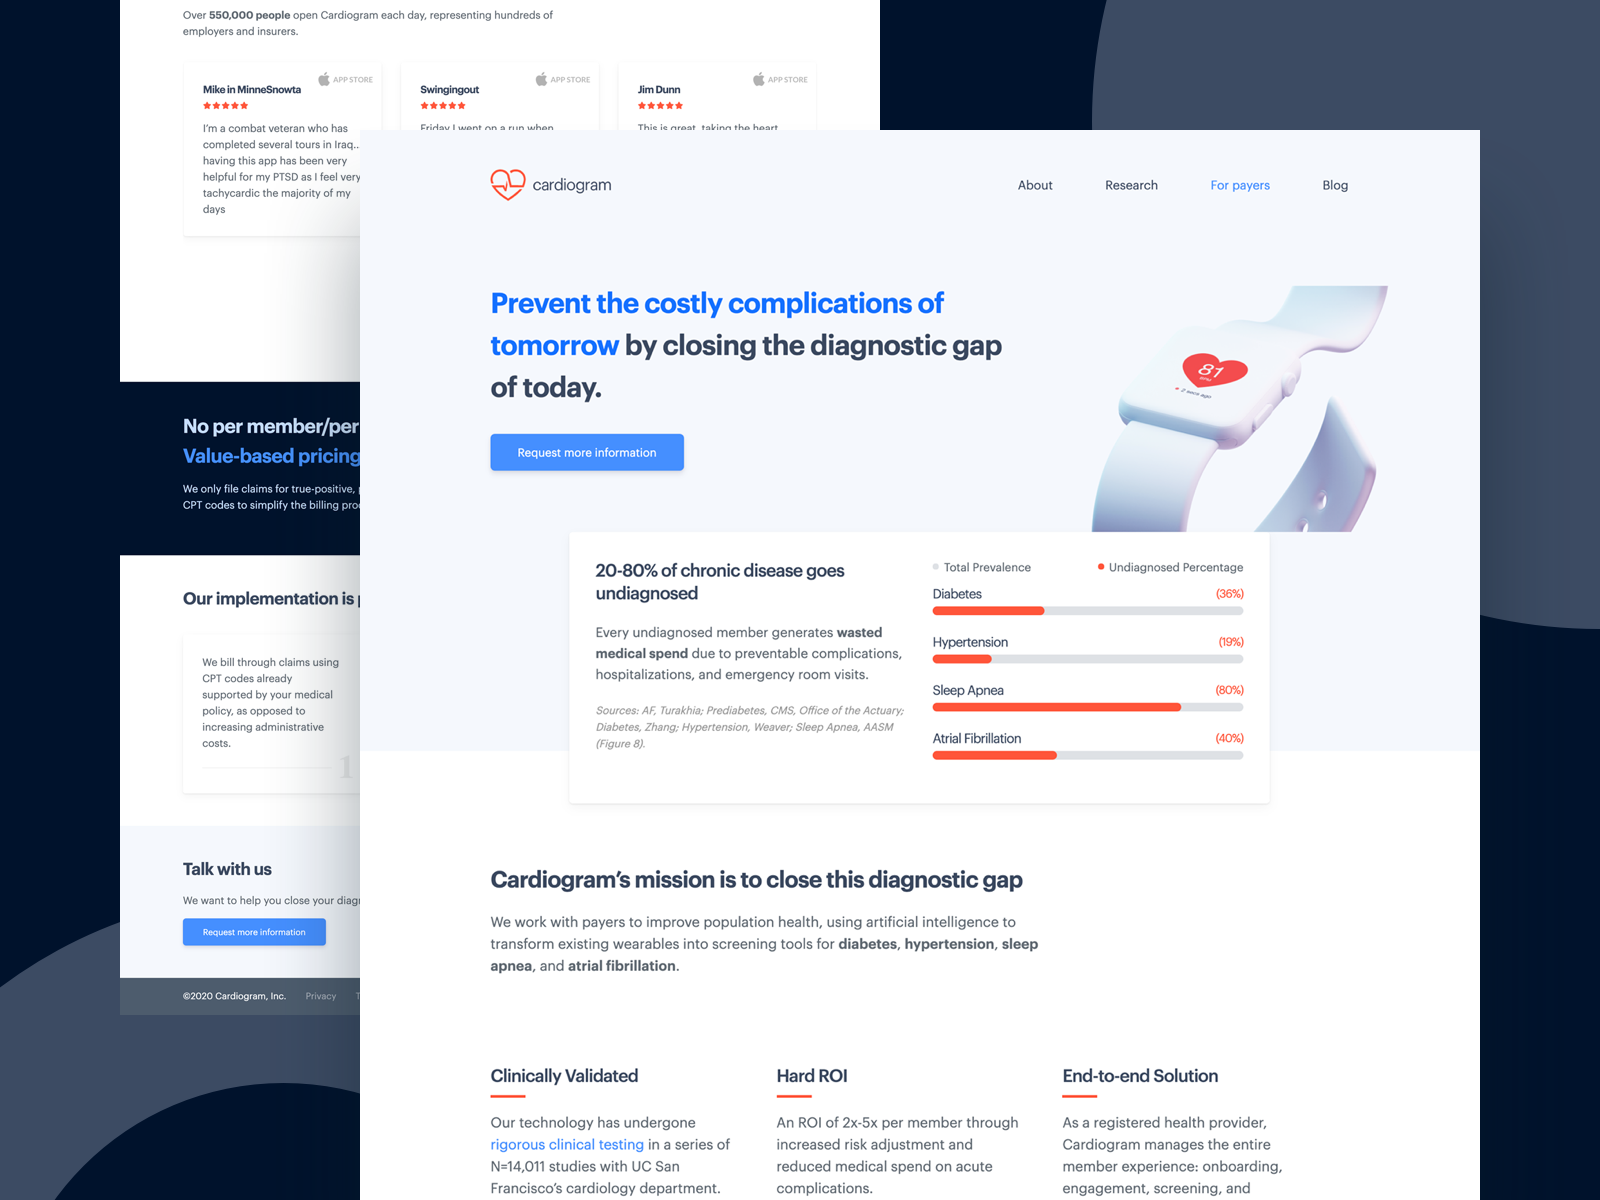 Over 550,000 people open Cardiogram each day, representing hundreds of
employers and insurers.
APP STORE
Mike in MinneSnowta
I'm a combat veteran who has
completed several tours in Iraq..
having this app has been very
helpful for my PTSD as I feel very
tachycardic the majority of my
days
APP STORE
Swingingout
Friday I went on a run when
APP STORE
Jim Dunn
This is great, taking the heart
No per member/per
Value-based pricing
We only file claims for true-positive,
CPT codes to simplify the billing
Our implementation is
We bill through claims using
CPT codes already
supported by your medical
policy, as opposed to
increasing administrative
costs.
1
Talk with us
We want to help you close your
Request more information
©2020 Cardiogram, Inc. Privacy
cardiogram
About Research For payers Blog
Prevent the costly complications of
tomorrow by closing the diagnostic gap
of today.
Request more information
81
BPM
2 secs ago
20-80% of chronic disease goes
undiagnosed
Every undiagnosed member generates wasted
medical spend due to preventable complications,
hospitalizations, and emergency room visits.
Sources: AF, Turakhia; Prediabetes, CMS, Office of the Actuary;
Diabetes, Zhang; Hypertension, Weaver; Sleep Apnea, AASM
(Figure 8).
Total Prevalence Undiagnosed Percentage
Diabetes (36%)
Hypertension (19%)
Sleep Apnea (80%)
Atrial Fibrillation (40%)
Cardiogram's mission is to close this diagnostic gap
We work with payers to improve population health, using artificial intelligence to
transform existing wearables into screening tools for diabetes, hypertension, sleep
apnea, and atrial fibrillation.
Clinically Validated
Our technology has undergone
rigorous clinical testing in a series of
N=14,011 studies with UC San
Francisco's cardiology department.
Hard ROI
An ROI of 2x-5x per member through
increased risk adjustment and
reduced medical spend on acute
complications.
End-to-end Solution
As a registered health provider,
Cardiogram manages the entire
member experience: onboarding,
engagement, screening, and